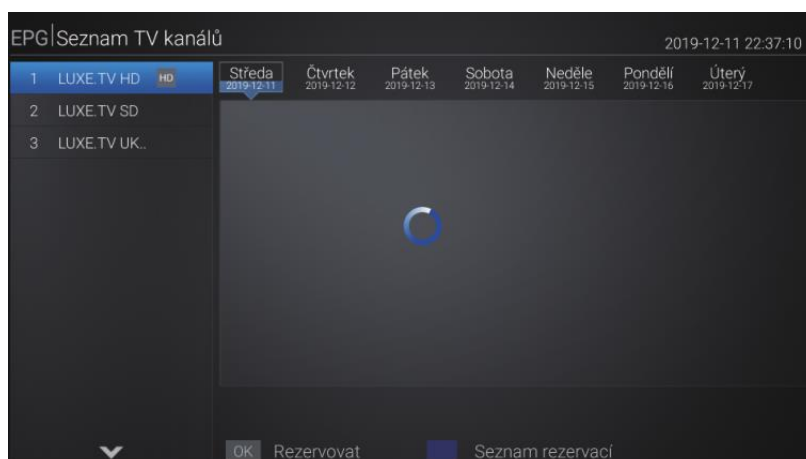 EPG|Seznam TV kanálů
2019-12-11 22:37:10
1 LUXE.TV HD HD
2 LUXE.TV SD
3 LUXE.TV UK..
Středa Čtvrtek Pátek Sobota Neděle Pondělí Úterý
2019-12-11 2019-12-12 2019-12-13 2019-12-14 2019-12-15 2019-12-16 2019-12-17
OK Rezervovat Seznam rezervací